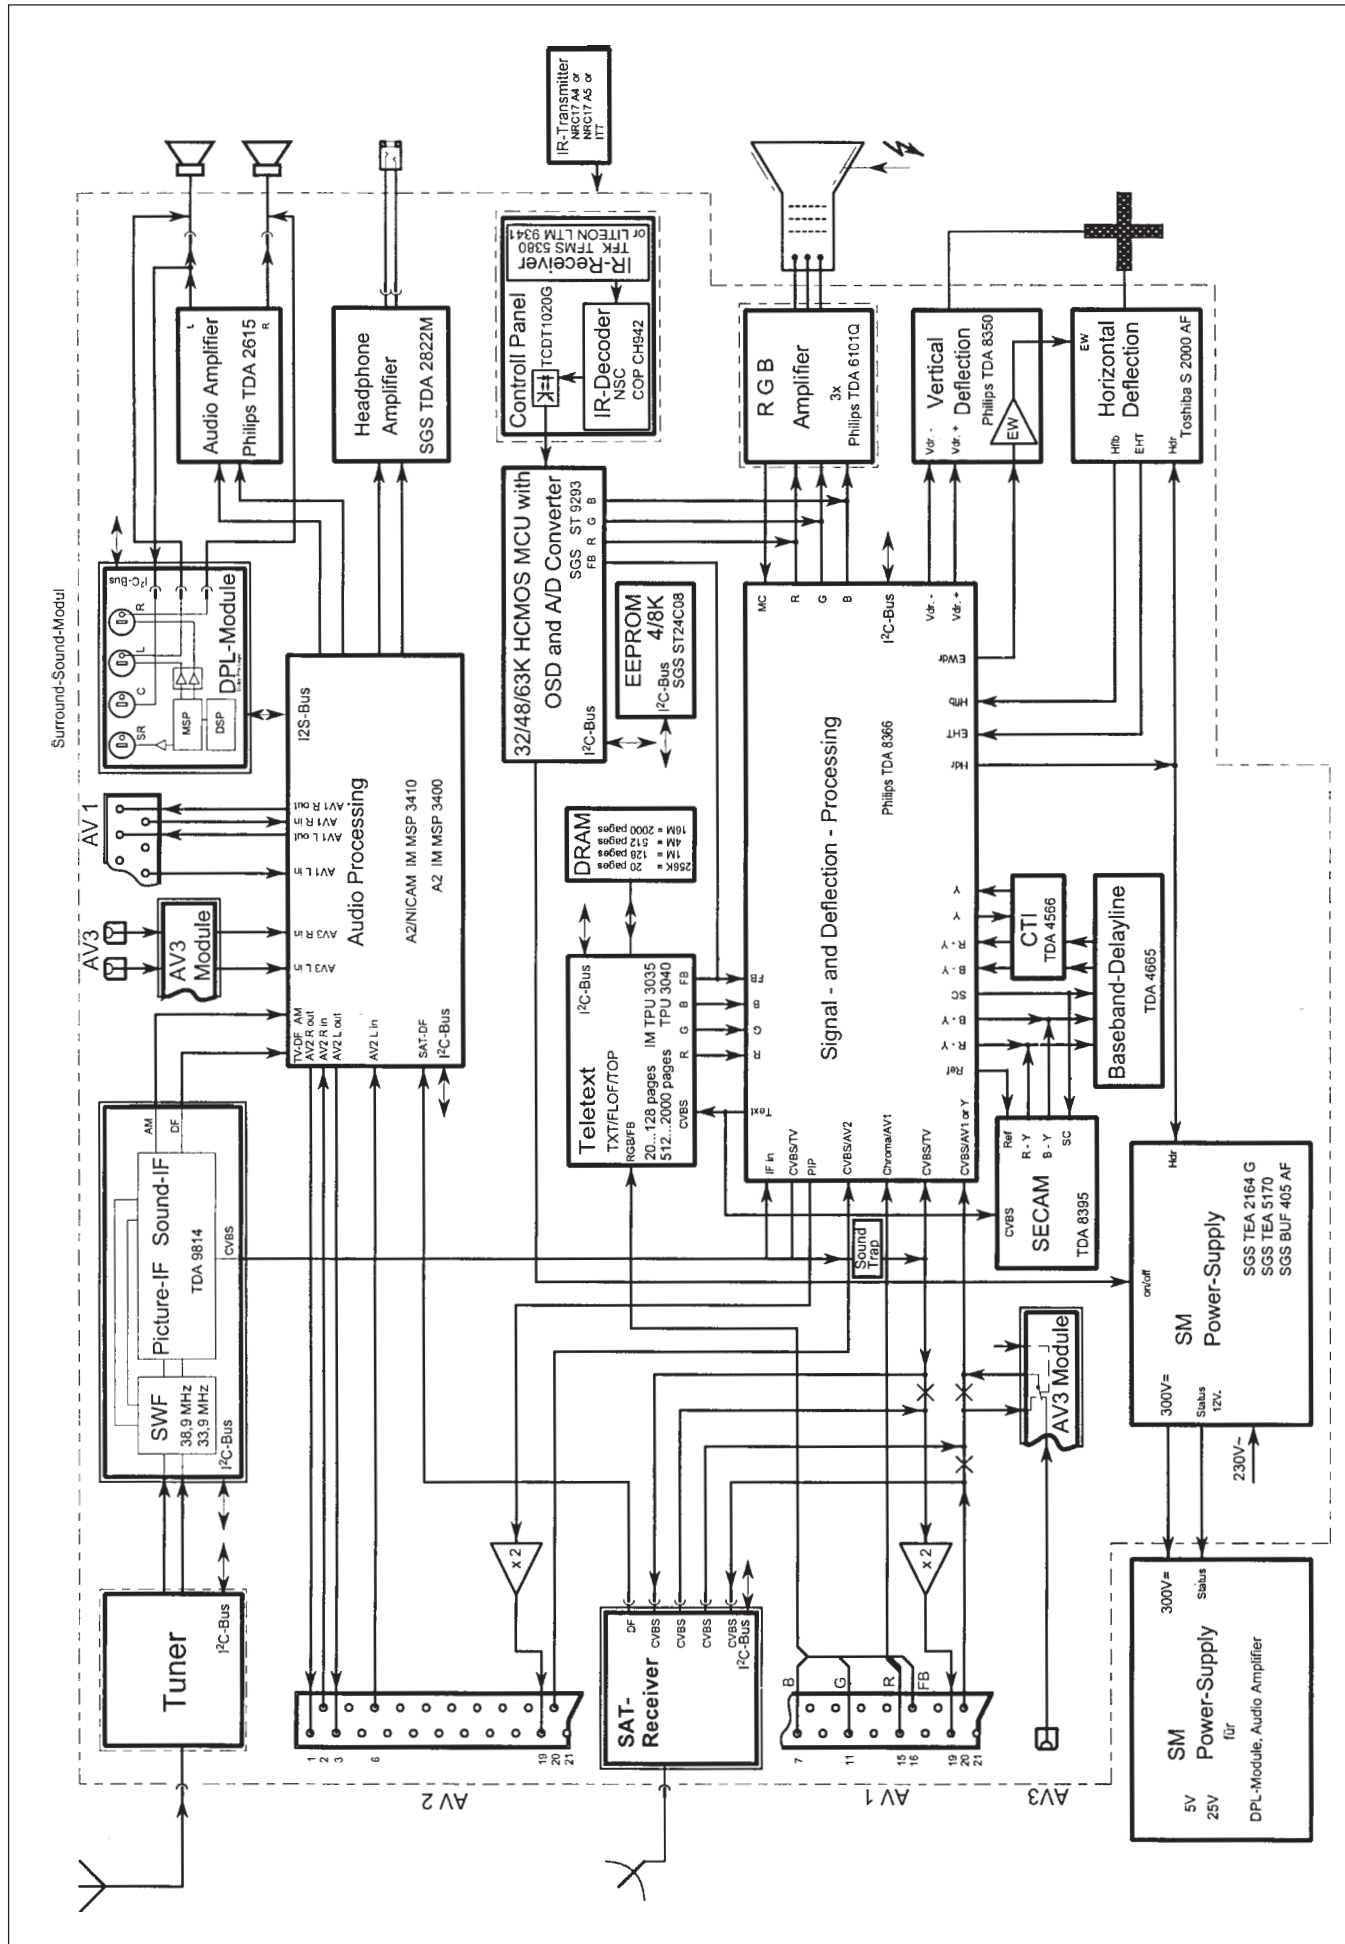 Tuner
I²C-Bus
SWF
38,9 MHz
33,9 MHz
I²C-Bus
Picture-IF Sound-IF
TDA 9814
AM
DF
CVBS
AV3
AV3
Module
AV 1
Surround-Sound-Modul
SR
C
L
R
I²C-Bus
MSP
DSP
DPL-Module
AV 2
1
2
3
6
19
20
21
TV-DF
AM
AV2 R out
AV2 R in
AV2 L out
AV2 L in
SAT-DF
I²C-Bus
AV3 L in
AV3 R in
AV1 L in
AV1 L out
AV1 R in
AV1 R out
I2S-Bus
Audio Processing
A2/NICAM IM MSP 3410
A2 IM MSP 3400
L
Audio Amplifier
Philips TDA 2615
R
Headphone
Amplifier
SGS TDA 2822M
x 2
SAT-
Receiver
DF
CVBS
CVBS
CVBS
CVBS
I²C-Bus
Teletext
I²C-Bus
TXT/FLOF/TOP
RGB/FB
20...128 pages IM TPU 3035
512...2000 pages TPU 3040
CVBS
R
G
B
FB
DRAM
256K = 20 pages
1M = 128 pages
4M = 512 pages
16M = 2000 pages
32/48/63K HCMOS MCU with
OSD and A/D Converter
SGS ST 9293
I²C-Bus
FB
R
G
B
EEPROM
4/8K
I²C-Bus
SGS ST24C08
Controll Panel
TCDT1020G
IR-Decoder
NSC
COP CH942
IR-Receiver
TFK TFMS 5380
or LITEON LTM 9341
IR-Transmitter
NRC17 A4 or
NRC17 A5 or
ITT
AV 1
7
11
15
16
19
20
21
B
G
R
FB
x 2
Sound
Trap
IF in
CVBS/TV
PIP
CVBS/AV2
Chroma/AV1
CVBS/TV
CVBS/AV1 or Y
Text
R
G
B
FB
Signal - and Deflection - Processing
Philips TDA 8366
MC
R
G
B
I²C-Bus
Vdr. -
Vdr. +
Ref
R - Y
B - Y
SC
B - Y
R - Y
Y
Y
Hdr
EHT
Hflb
EWdr
R G B
Amplifier
3x
Philips TDA 6101Q
Vertical
Deflection
Philips TDA 8350
Vdr. -
Vdr. +
EW
Horizontal
Deflection
EW
Hflb
EHT
Hdr
Toshiba S 2000 AF
CTI
TDA 4566
Baseband-Delayline
TDA 4665
SECAM
TDA 8395
CVBS
Ref
R - Y
B - Y
SC
AV3
AV3 Module
SM
Power-Supply
für
DPL-Module, Audio Amplifier
5V
25V
300V=
Status
SM
Power-Supply
300V=
Status
12V-
230V~
on/off
Hdr
SGS TEA 2164 G
SGS TEA 5170
SGS BUF 405 AF